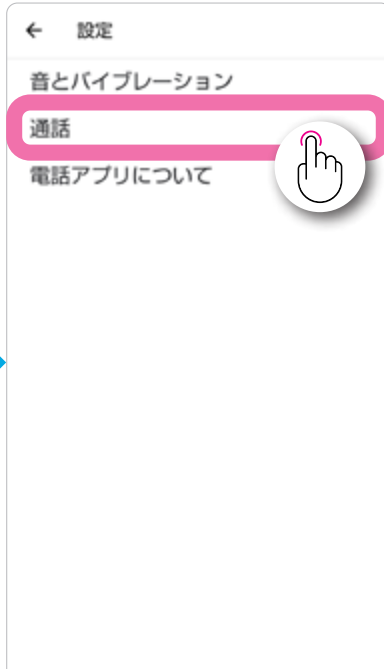 ← 設定
音とバイブレーション
通話
電話アプリについて